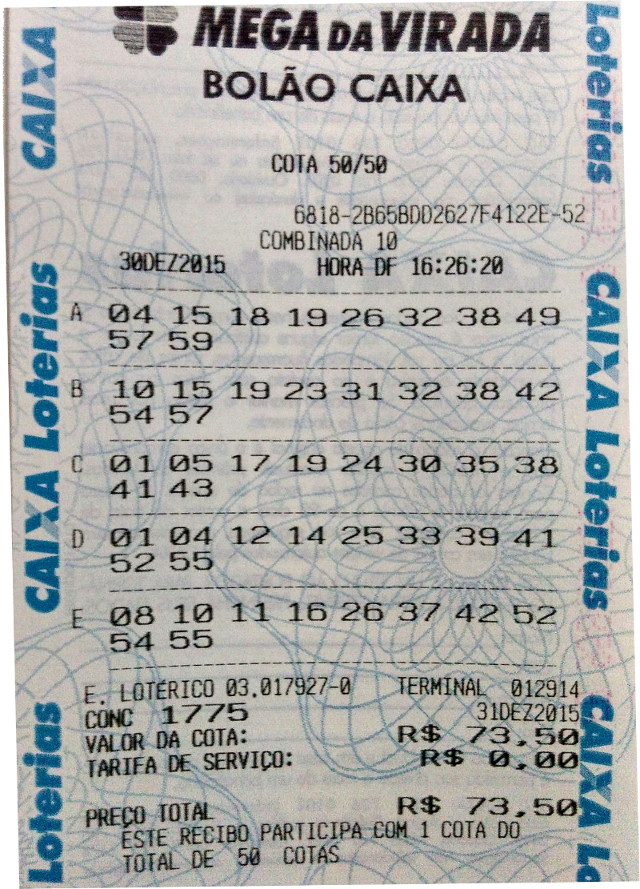 MEGA DA VIRADA
BOLÃO CAIXA
COTA 50/50
6818-2B65BDD2627F4122E-52
COMBINADA 10
30DEZ2015 HORA DF 16:26:20
A 04 15 18 19 26 32 38 49
57 59
B 10 15 19 23 31 32 38 42
54 57
C 01 05 17 19 24 30 35 38
41 43
D 01 04 12 14 25 33 39 41
52 55
E 08 10 11 16 26 37 42 52
54 55
E. LOTÉRICO 03.017927-0 TERMINAL 012914
CONC 1775 31DEZ2015
VALOR DA COTA: R$ 73,50
TARIFA DE SERVIÇO: R$ 0,00
PREÇO TOTAL R$ 73,50
ESTE RECIBO PARTICIPA COM 1 COTA DO
TOTAL DE 50 COTAS
CAIXA
CAIXA Loterias
Loterias
Loterias
CAIXA Loterias
CAIXA L